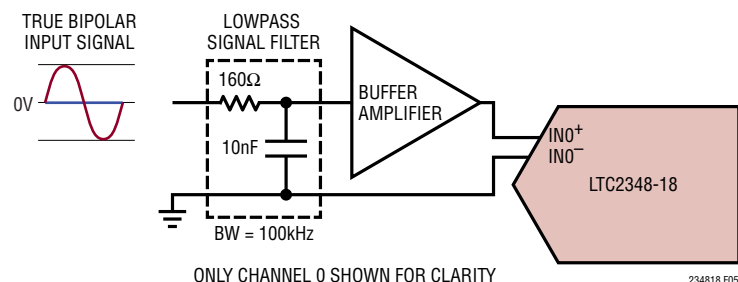 TRUE BIPOLAR
INPUT SIGNAL
LOWPASS
SIGNAL FILTER
0V
160Ω
10nF
BW = 100kHz
BUFFER
AMPLIFIER
IN0+
IN0−
LTC2348-18
ONLY CHANNEL 0 SHOWN FOR CLARITY
234818 F05